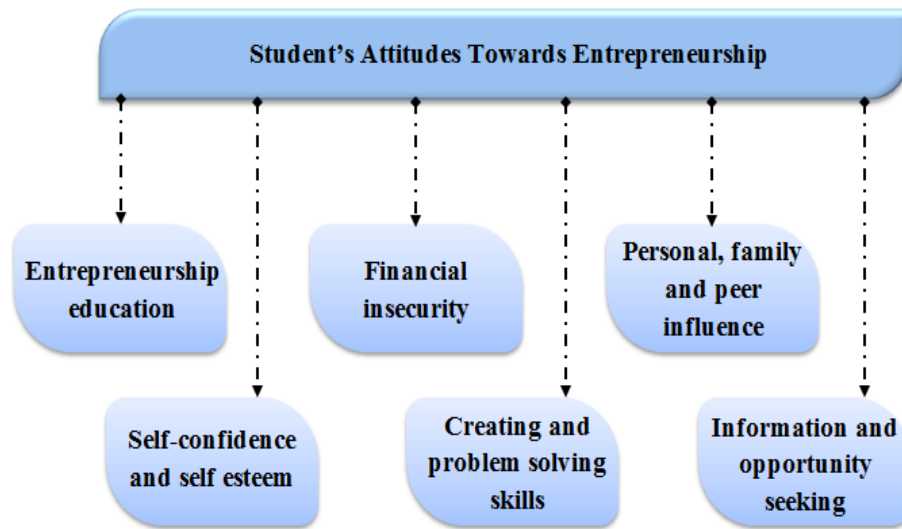 Student's Attitudes Towards Entrepreneurship
Entrepreneurship
education
Financial
insecurity
Personal, family
and peer
influence
Self-confidence
and self esteem
Creating and
problem solving
skills
Information and
opportunity
seeking